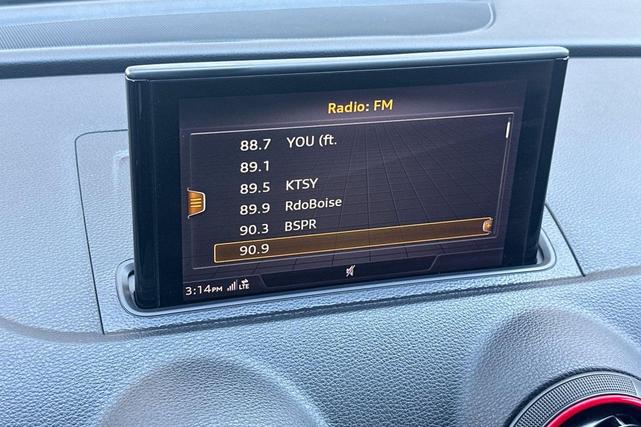 Radio: FM
88.7 YOU (ft.
89.1
89.5 KTSY
89.9 RdoBoise
90.3 BSPR
90.9
3:14PM LTE